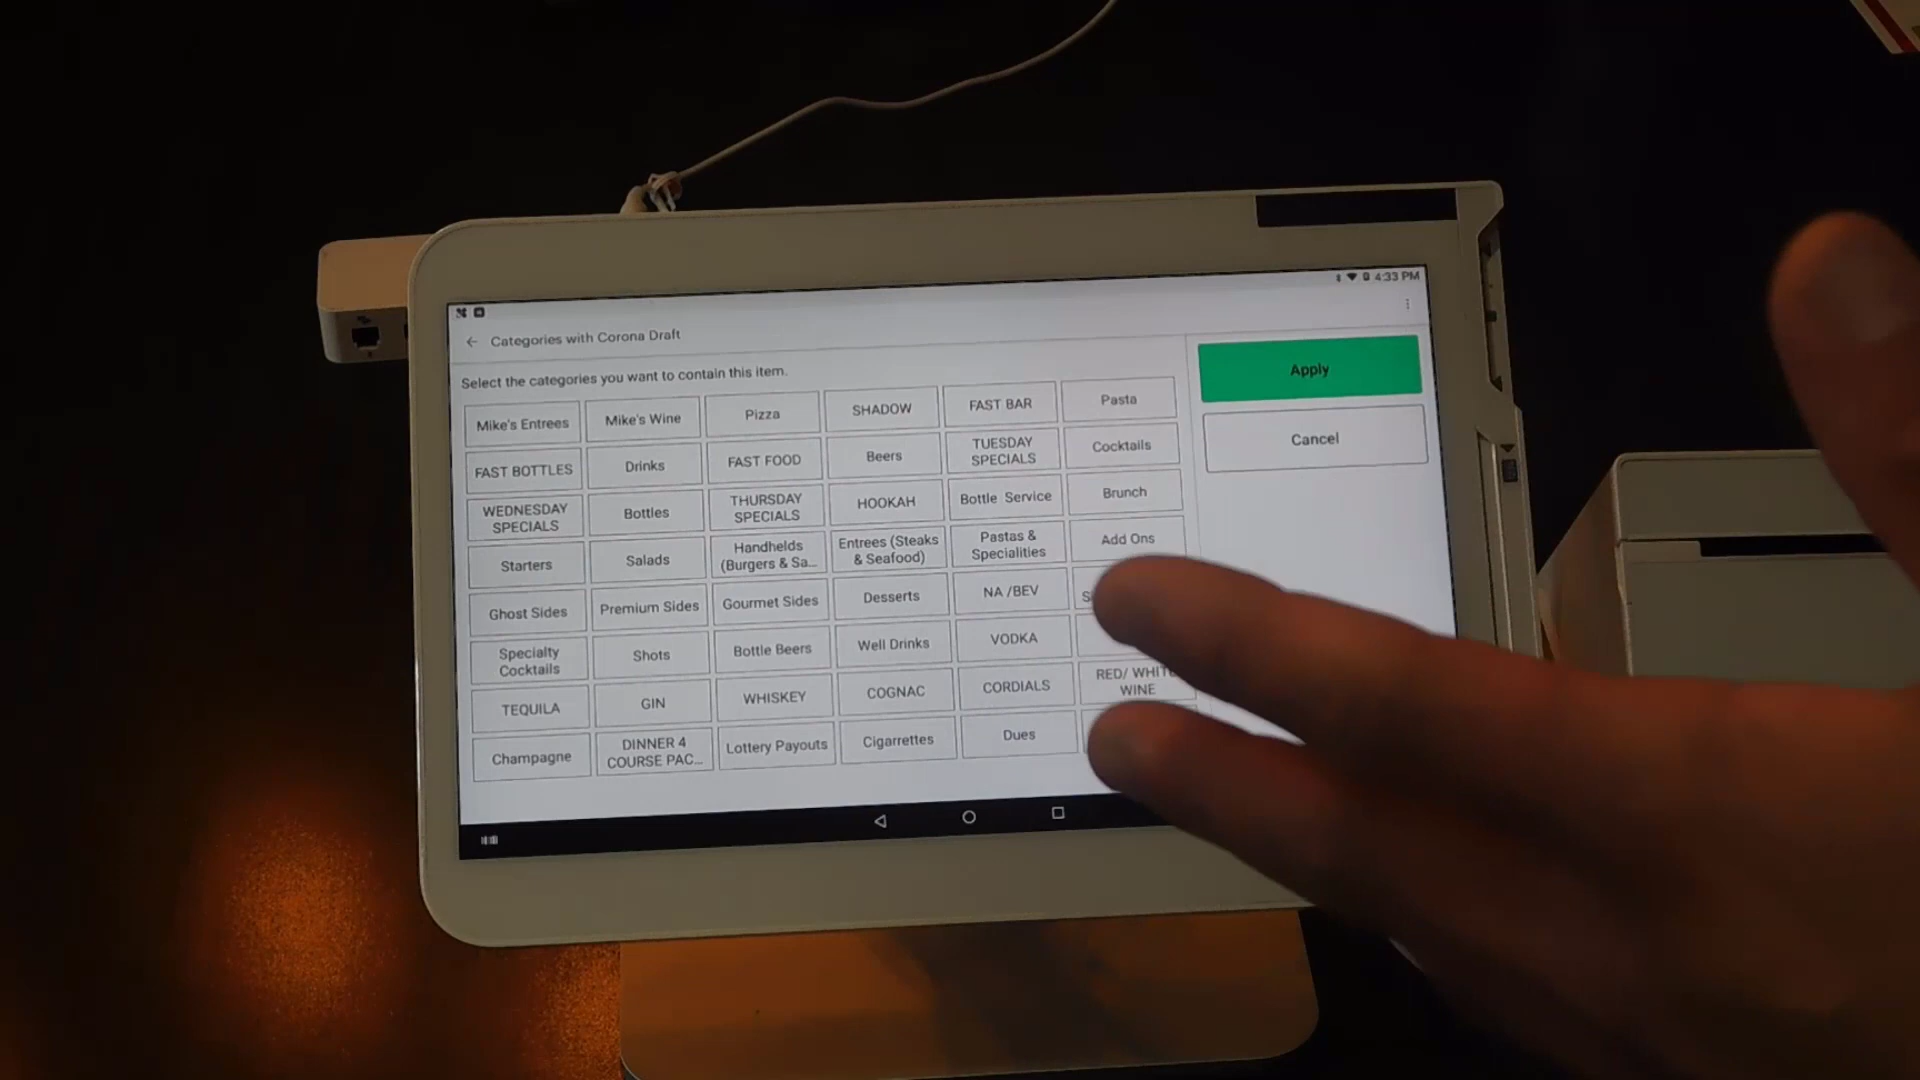 4:33 PM
Categories with Corona Draft
Select the categories you want to contain this item.
Apply
Cancel
Mike's Entrees
Mike's Wine
Pizza
SHADOW
FAST BAR
Pasta
FAST BOTTLES
Drinks
FAST FOOD
Beers
TUESDAY
SPECIALS
Cocktails
WEDNESDAY
SPECIALS
Bottles
THURSDAY
SPECIALS
HOOKAH
Bottle Service
Brunch
Starters
Salads
Handhelds
(Burgers & Sa...
Entrees (Steaks
& Seafood)
Pastas &
Specialities
Add Ons
Ghost Sides
Premium Sides
Gourmet Sides
Desserts
NA /BEV
Specialty
Cocktails
Shots
Bottle Beers
Well Drinks
VODKA
TEQUILA
GIN
WHISKEY
COGNAC
CORDIALS
RED/ WHITE
WINE
Champagne
DINNER 4
COURSE PAC...
Lottery Payouts
Cigarrettes
Dues